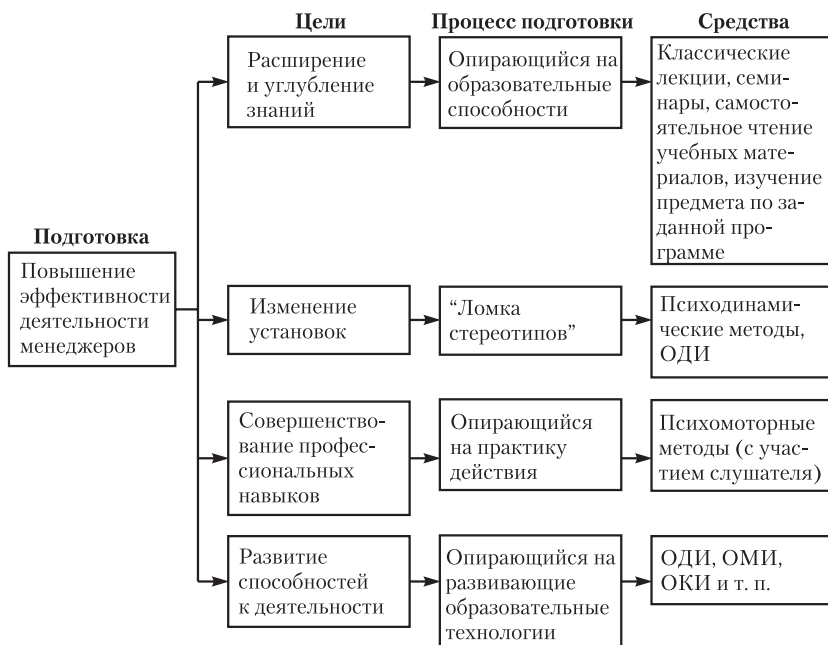 Цели
Процесс подготовки
Средства
Расширение
и углубление
знаний
Опирающийся на
образовательные
способности
Классические
лекции, семи-
нары, самосто-
ятельное чтение
учебных мате-
риалов, изучение
предмета по за-
данной про-
грамме
Подготовка
Повышение
эффективности
деятельности
менеджеров
Изменение
установок
“Ломка
стереотипов”
Психодинами-
ческие методы,
ОДИ
Совершенство-
вание профес-
сиональных
навыков
Опирающийся
на практику
действия
Психомоторные
методы (с учас-
тием слушателя)
Развитие
способностей
к деятельности
Опирающийся на
развивающие
образовательные
технологии
ОДИ, ОМИ,
ОКИ и т. п.